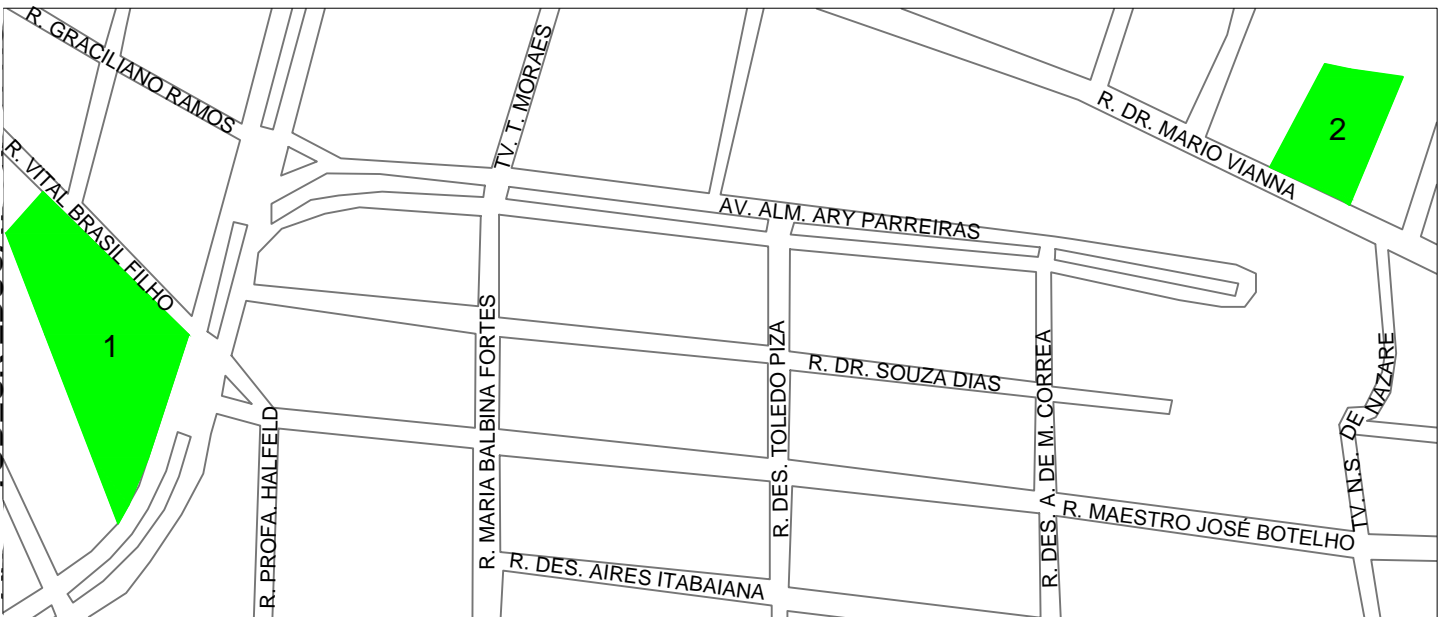 R. GRACILIANO RAMOS
TV. T. MORAES
R. DR. MARIO VIANNA
2
R. VITAL BRASIL FILHO
AV. ALM. ARY PARREIRAS
1
R. MARIA BALBINA FORTES
R. DES. TOLEDO PIZA
R. DR. SOUZA DIAS
R. DES. A. DE M. CORREA
TV. N.S. DE NAZARE
R. PROFA. HALFELD
R. MAESTRO JOSÉ BOTELHO
R. DES. AIRES ITABAIANA